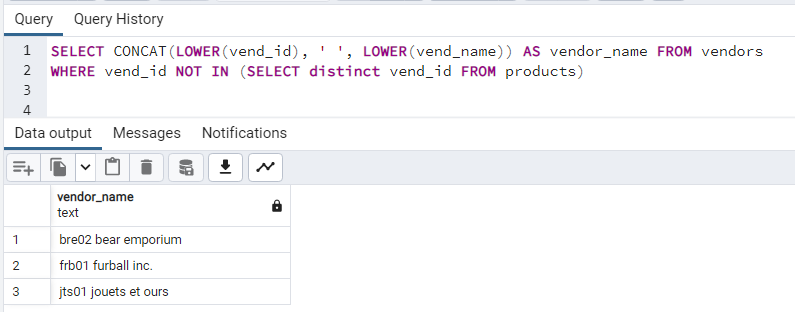 Query Query History
1 SELECT CONCAT(LOWER(vend_id), ' ', LOWER(vend_name)) AS vendor_name FROM vendors
2 WHERE vend_id NOT IN (SELECT distinct vend_id FROM products)
3
4
Data output Messages Notifications
vendor_name
text
1 bre02 bear emporium
2 frb01 furball inc.
3 jts01 jouets et ours